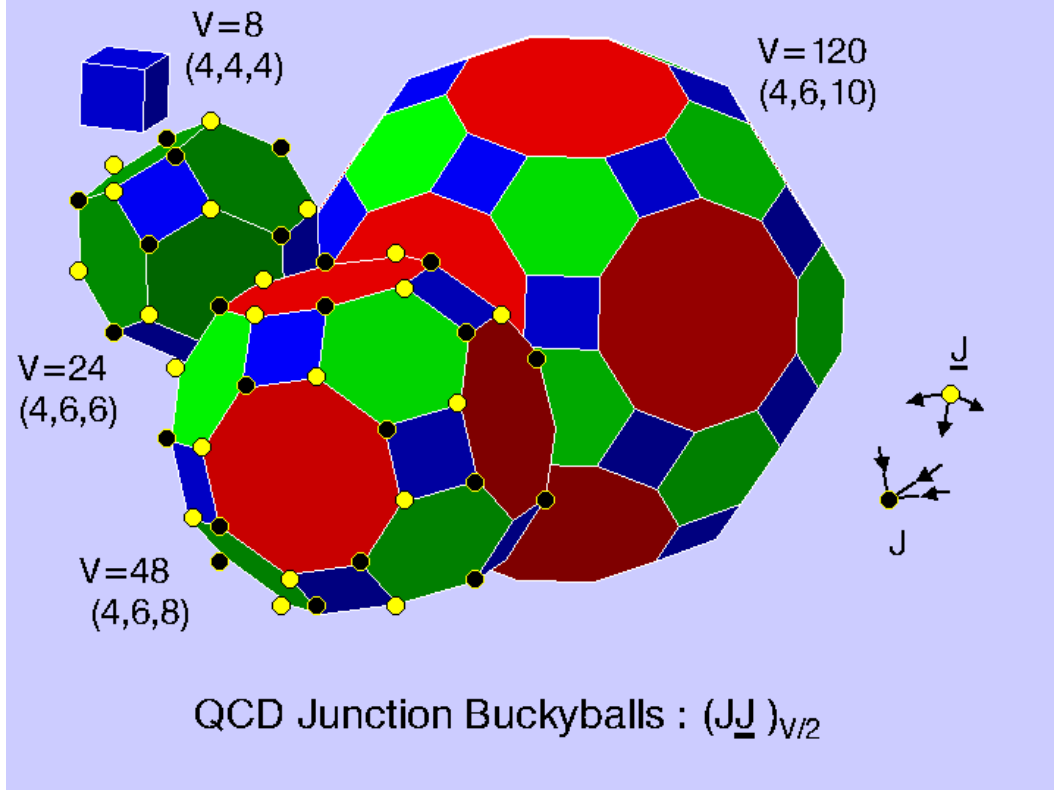 V=8
(4,4,4)
V=120
(4,6,10)
V=24
(4,6,6)
J
J
V=48
(4,6,8)
QCD Junction Buckyballs : (JJ )V/2